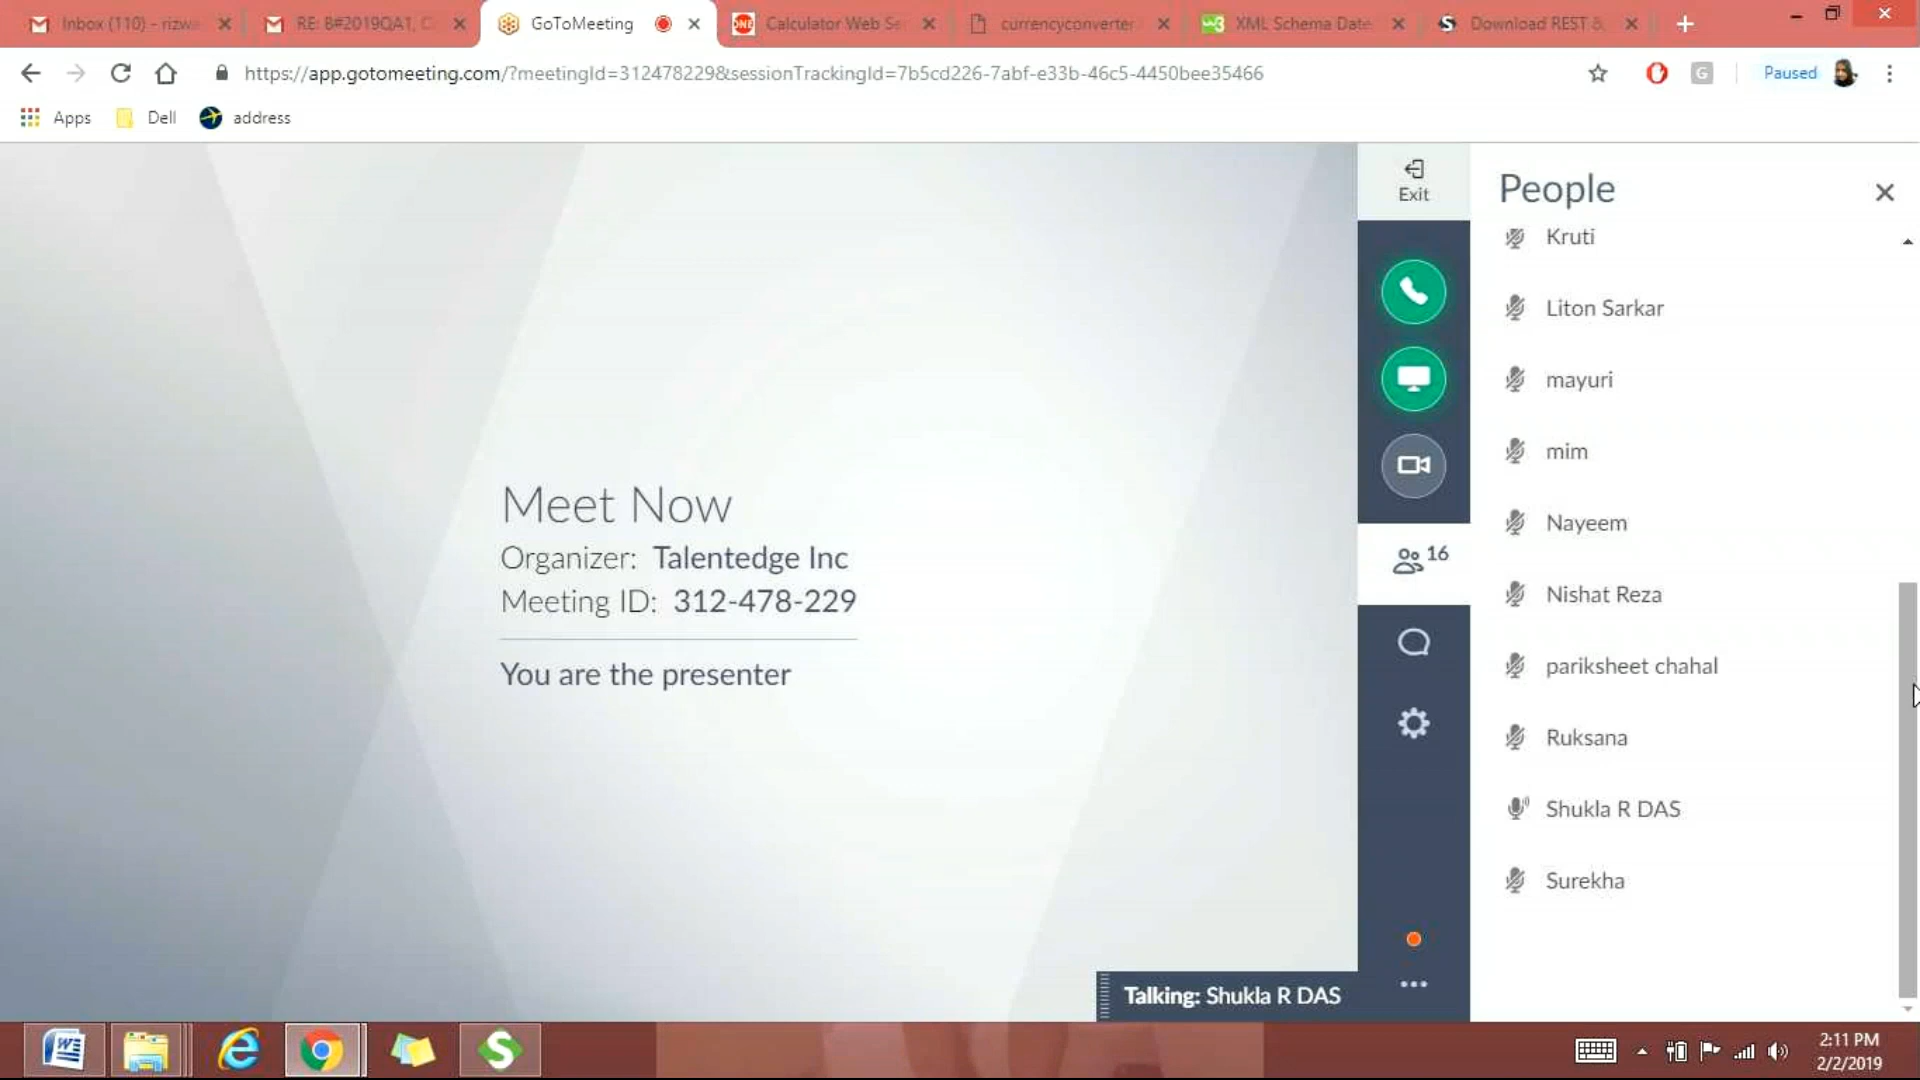 Inbox (110) - rizwa
RE: B#2019QA1, C
GoToMeeting
Calculator Web Se
currencyconverter
XML Schema Date
Download REST &
https://app.gotomeeting.com/?meetingId=312478229&sessionTrackingId=7b5cd226-7abf-e33b-46c5-4450bee35466
Paused
Apps
Dell
address
Exit
People
Kruti
Liton Sarkar
mayuri
mim
Nayeem
Nishat Reza
pariksheet chahal
Ruksana
Shukla R DAS
Surekha
16
Meet Now
Organizer: Talentedge Inc
Meeting ID: 312-478-229
You are the presenter
Talking: Shukla R DAS
2:11 PM
2/2/2019